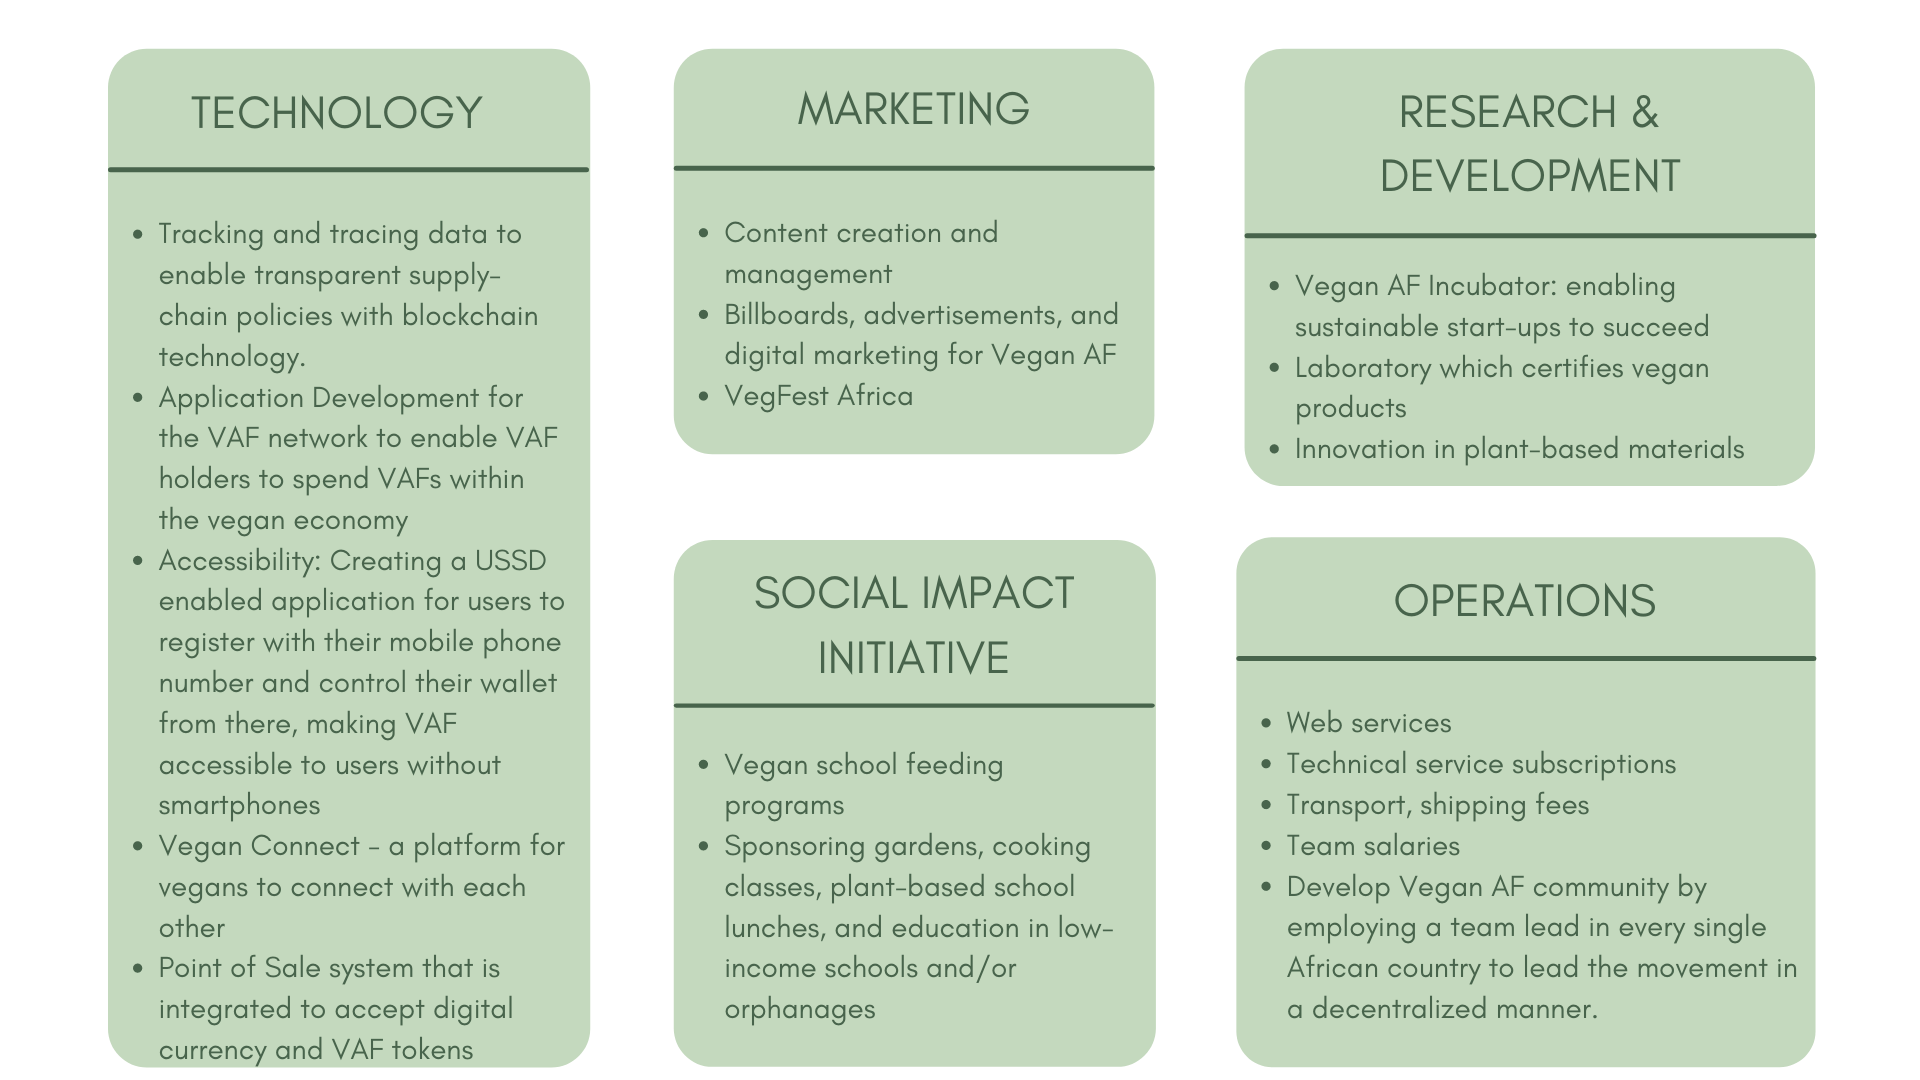 TECHNOLOGY
• Tracking and tracing data to
enable transparent supply-
chain policies with blockchain
technology.
• Application Development for
the VAF network to enable VAF
holders to spend VAFs within
the vegan economy
• Accessibility: Creating a USSD
enabled application for users to
register with their mobile phone
number and control their wallet
from there, making VAF
accessible to users without
smartphones
• Vegan Connect - a platform for
vegans to connect with each
other
• Point of Sale system that is
integrated to accept digital
currency and VAF tokens
MARKETING
• Content creation and
management
• Billboards, advertisements, and
digital marketing for Vegan AF
• VegFest Africa
RESEARCH &
DEVELOPMENT
• Vegan AF Incubator: enabling
sustainable start-ups to succeed
• Laboratory which certifies vegan
products
• Innovation in plant-based materials
SOCIAL IMPACT
INITIATIVE
• Vegan school feeding
programs
• Sponsoring gardens, cooking
classes, plant-based school
lunches, and education in low-
income schools and/or
orphanages
OPERATIONS
• Web services
• Technical service subscriptions
• Transport, shipping fees
• Team salaries
• Develop Vegan AF community by
employing a team lead in every single
African country to lead the movement in
a decentralized manner.